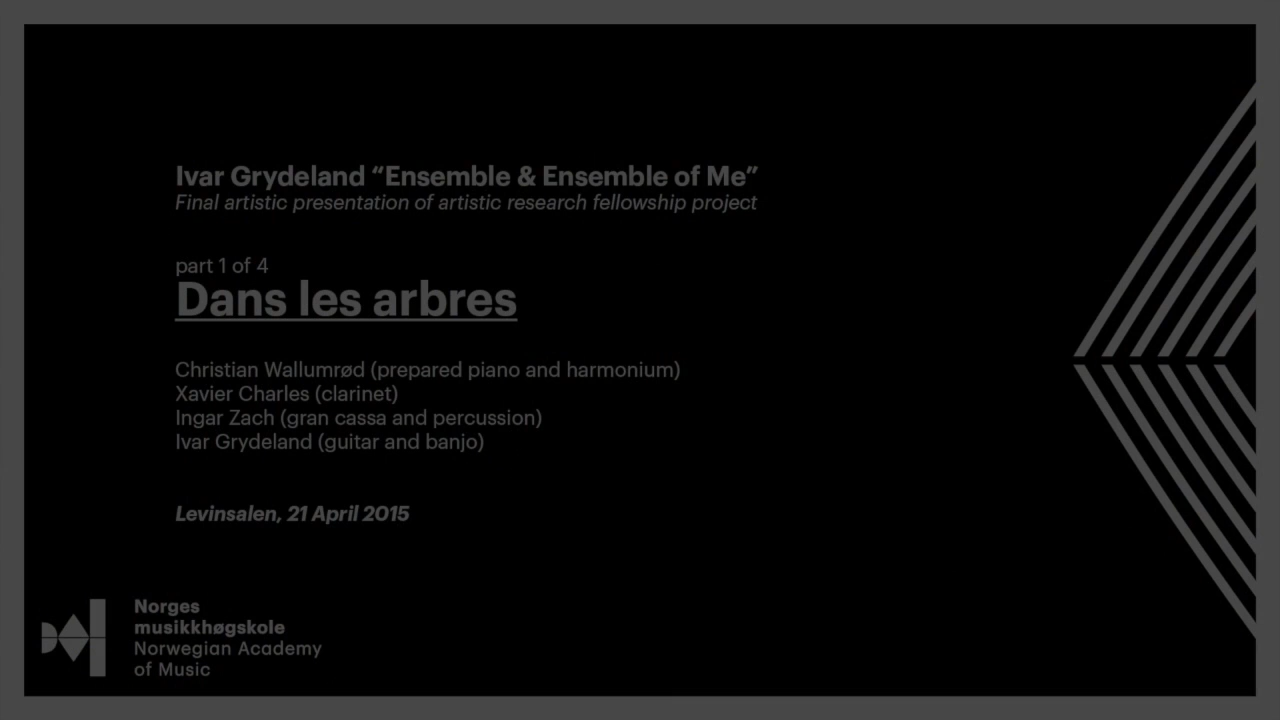 Ivar Grydeland “Ensemble & Ensemble of Me”
Final artistic presentation of artistic research fellowship project
part 1 of 4
Dans les arbres
Christian Wallumrød (prepared piano and harmonium)
Xavier Charles (clarinet)
Ingar Zach (gran cassa and percussion)
Ivar Grydeland (guitar and banjo)
Levinsalen, 21 April 2015
Norges
musikkhøgskole
Norwegian Academy
of Music